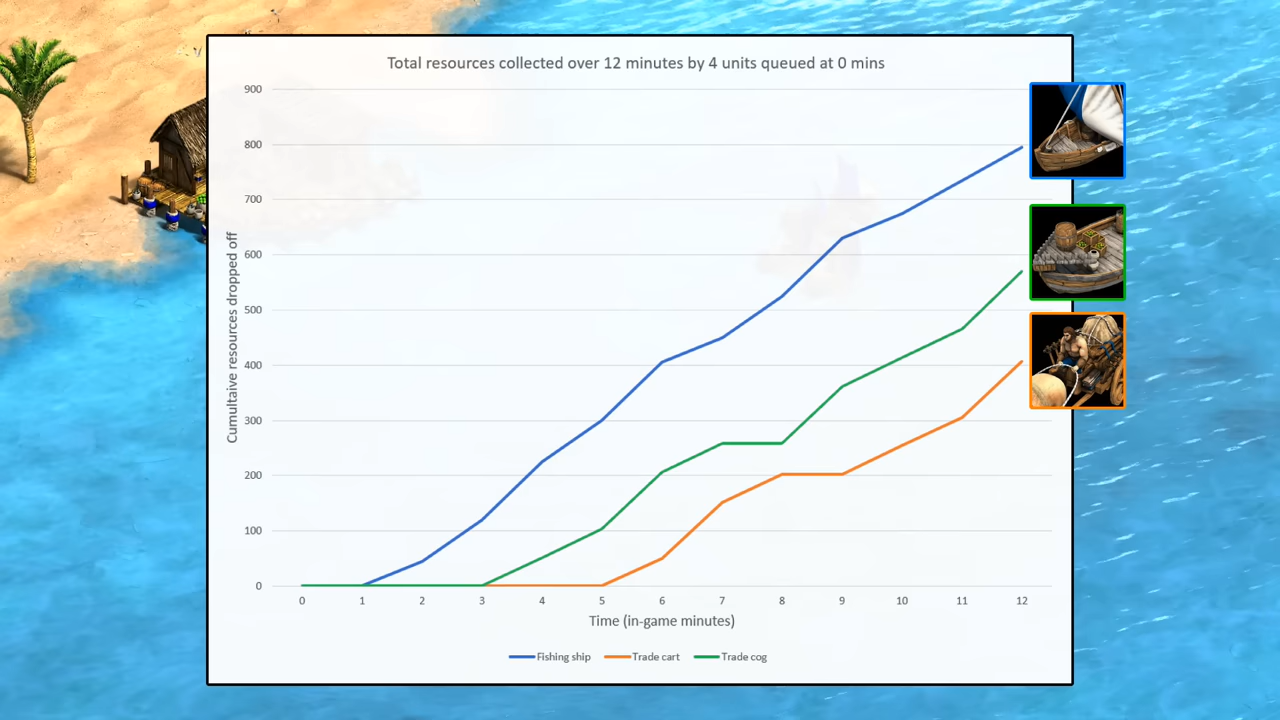 Total resources collected over 12 minutes by 4 units queued at 0 mins
900
800
700
600
500
400
300
200
100
0
Cumultaive resources dropped off
0 1 2 3 4 5 6 7 8 9 10 11 12
Time (in-game minutes)
Fishing ship Trade cart Trade cog